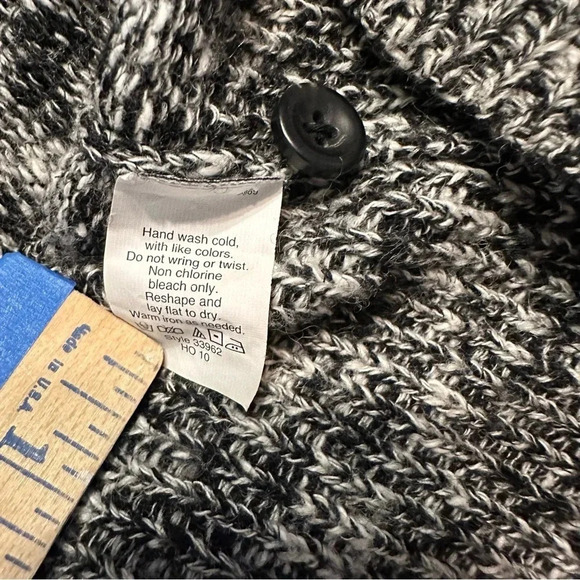 Hand wash cold,
with like colors.
Do not wring or twist.
Non chlorine
bleach only.
Reshape and
lay flat to dry.
Warm iron as needed.
Style 33962
HO 10
MADE IN U.S.A.
1